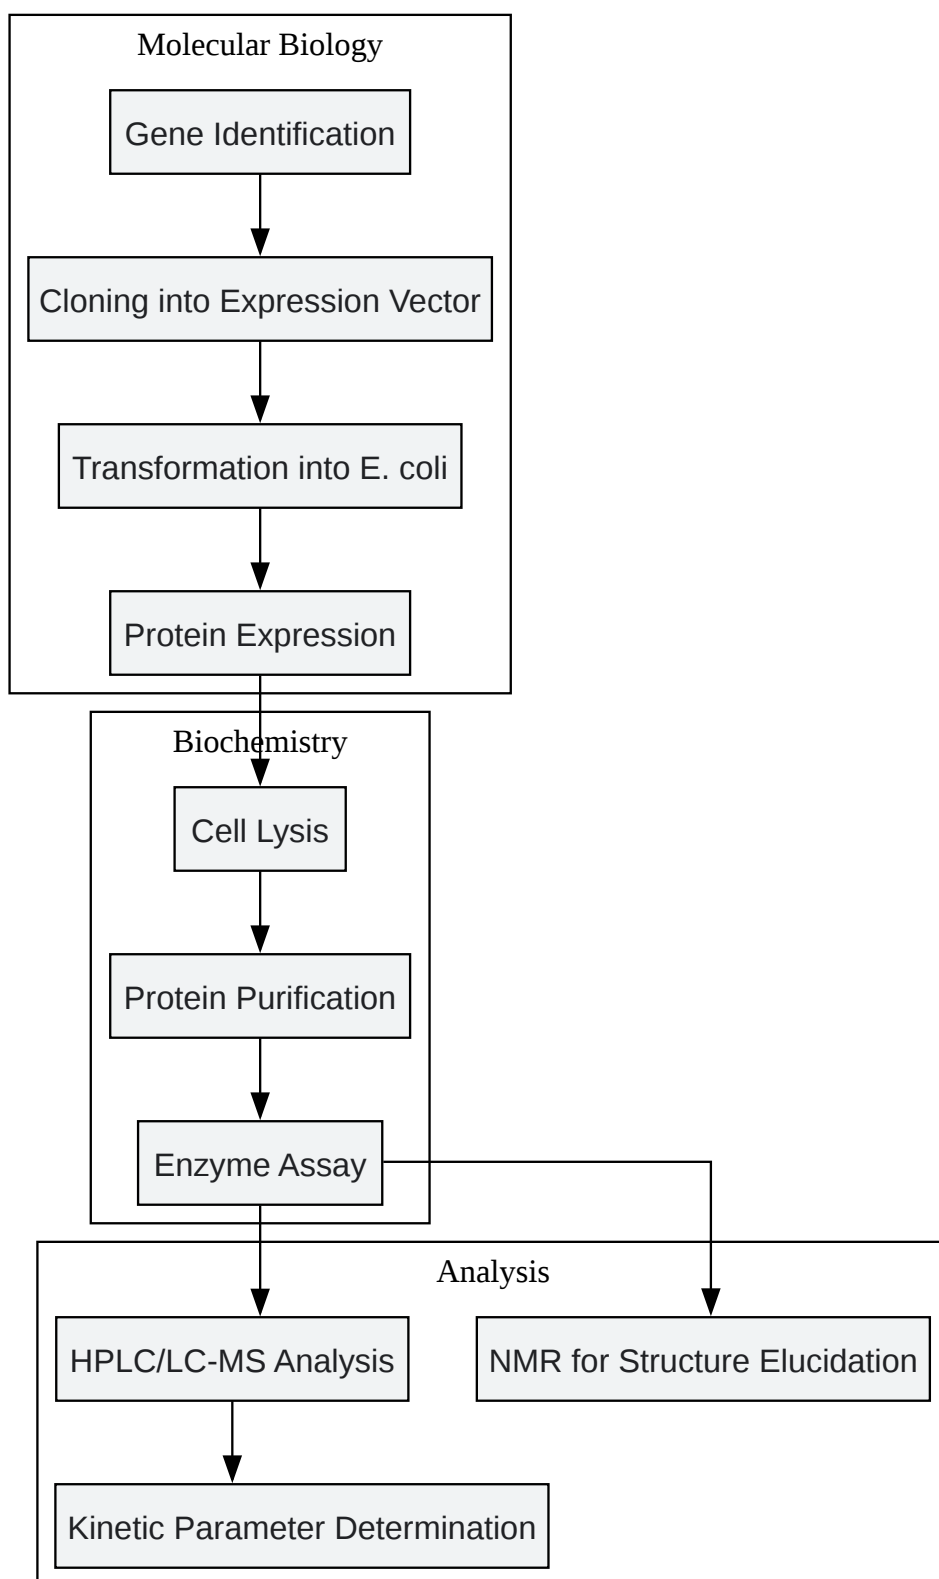 Molecular Biology
Gene Identification
Cloning into Expression Vector
Transformation into E. coli
Protein Expression
Biochemistry
Cell Lysis
Protein Purification
Enzyme Assay
Analysis
HPLC/LC-MS Analysis
NMR for Structure Elucidation
Kinetic Parameter Determination